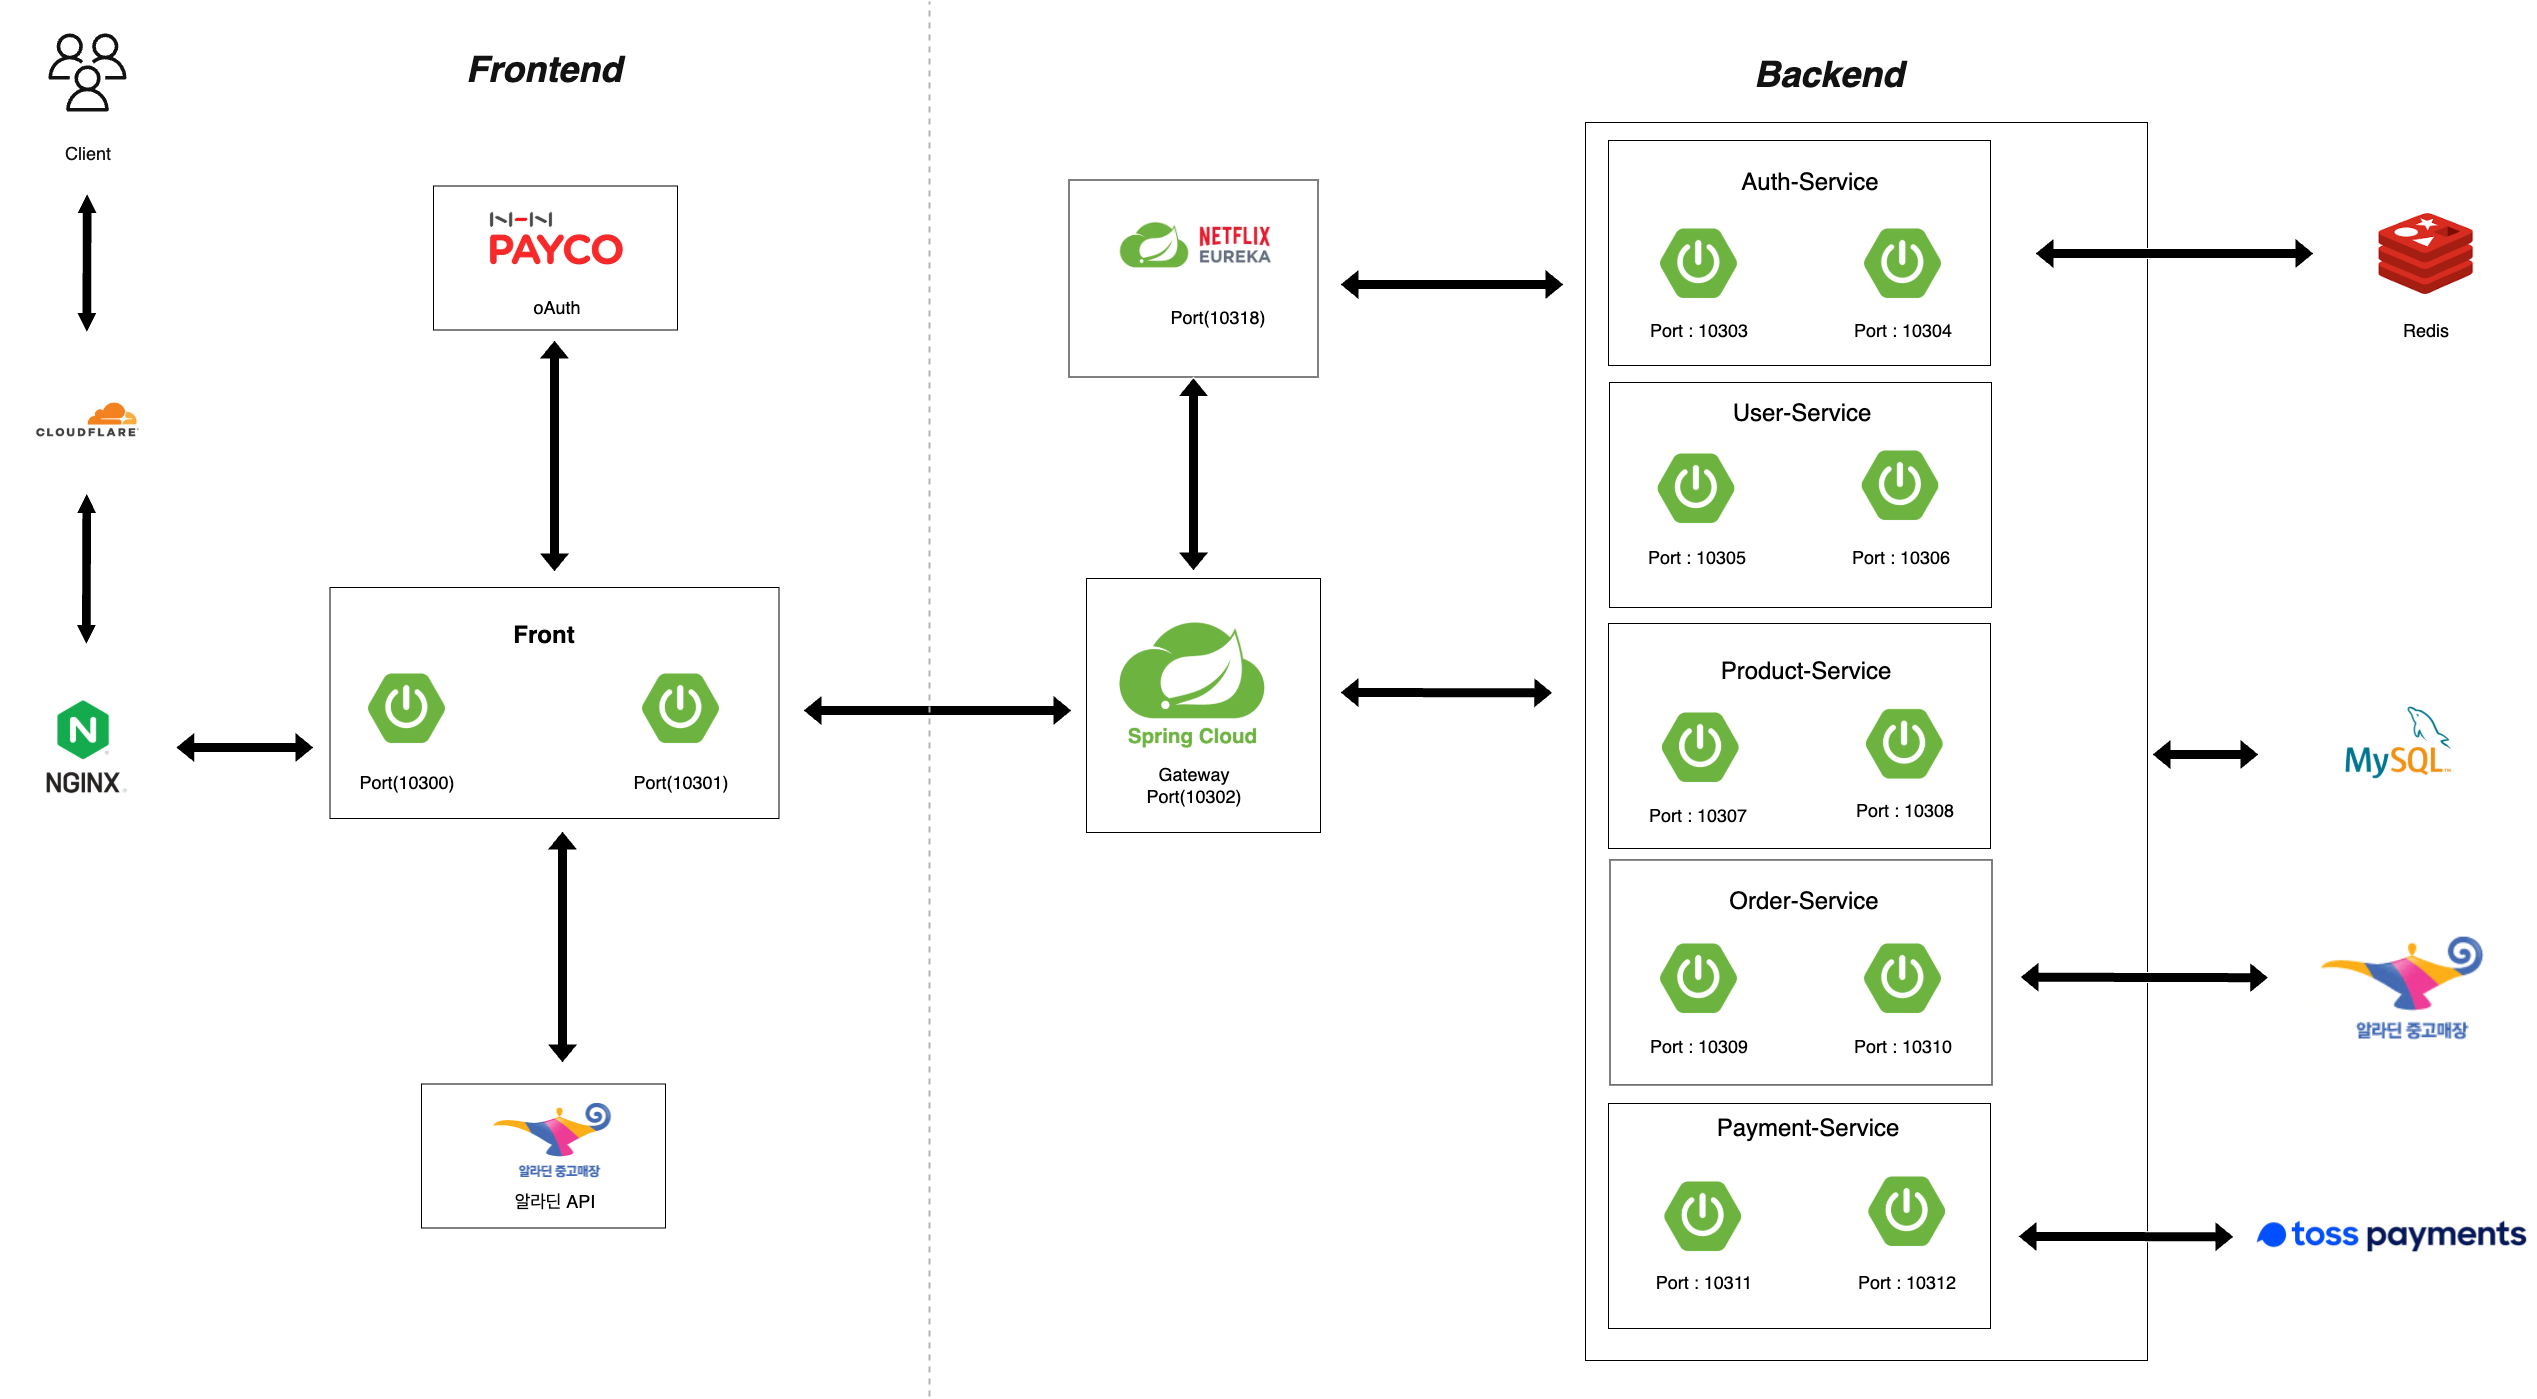 Frontend
Backend
Client
CLOUDFLARE
NGINX
NHN
PAYCO
oAuth
Front
Port(10300)
Port(10301)
알라딘 중고매장
알라딘 API
NETFLIX
EUREKA
Port(10318)
Spring Cloud
Gateway
Port(10302)
Auth-Service
Port : 10303
Port : 10304
User-Service
Port : 10305
Port : 10306
Product-Service
Port : 10307
Port : 10308
Order-Service
Port : 10309
Port : 10310
Payment-Service
Port : 10311
Port : 10312
Redis
MySQL™
알라딘 중고매장
toss payments